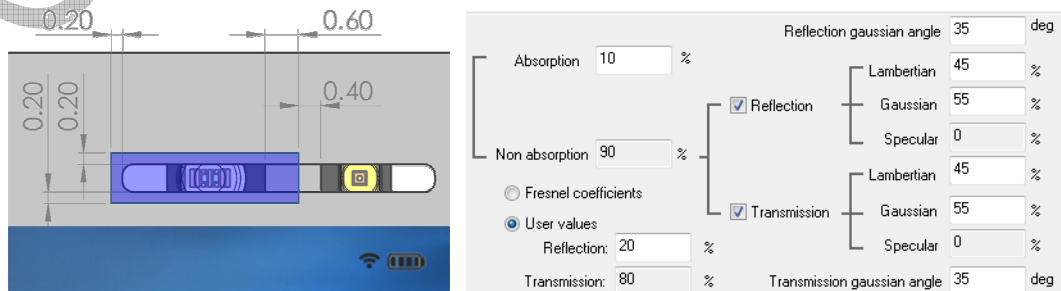 0.20
0.60
0.20
0.20
0.40
Reflection gaussian angle 35 deg
Absorption 10 %
Lambertian 45 %
Reflection
Gaussian 55 %
Specular 0 %
Non absorption 90 %
Lambertian 45 %
Fresnel coefficients
Transmission
Gaussian 55 %
User values
Specular 0 %
Reflection: 20 %
Transmission: 80 %
Transmission gaussian angle 35 deg